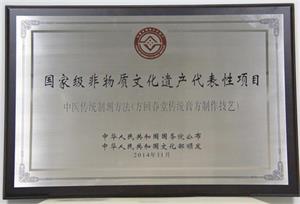 国家级非物质文化遗产代表性项目
中医传统制剂方法(方回春堂传统膏方制作技艺)
中华人民共和国国务院公布
中华人民共和国文化部颁发
2014年11月